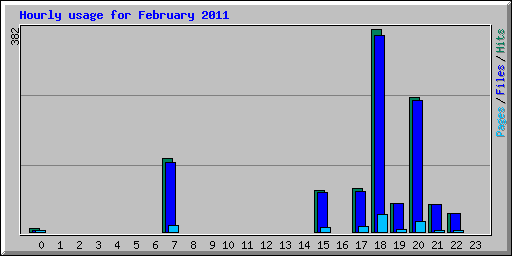 Hourly usage for February 2011
382
Pages / Files / Hits
0 1 2 3 4 5 6 7 8 9 10 11 12 13 14 15 16 17 18 19 20 21 22 23